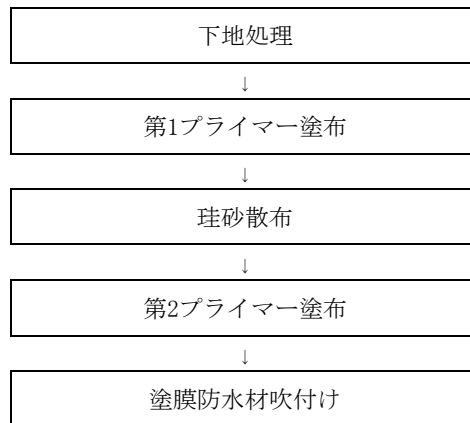 下地処理
↓
第1プライマー塗布
↓
珪砂散布
↓
第2プライマー塗布
↓
塗膜防水材吹付け